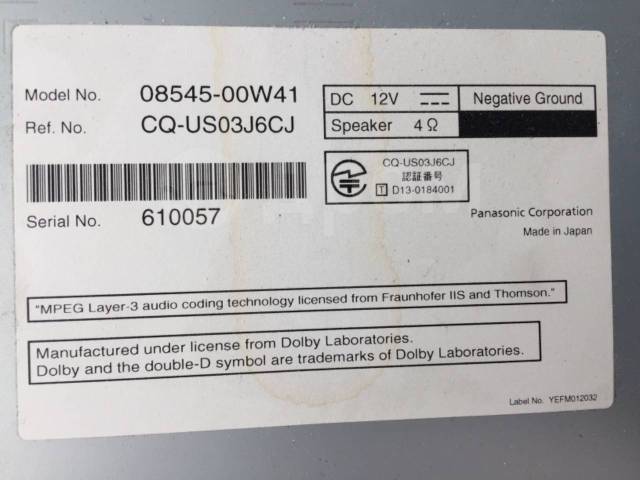 Model No. 08545-00W41
Ref. No. CQ-US03J6CJ
DC 12V Negative Ground
Speaker 4 Ω
CQ-US03J6CJ
認証番号
T D13-0184001
Serial No. 610057
Panasonic Corporation
Made in Japan
"MPEG Layer-3 audio coding technology licensed from Fraunhofer IIS and Thomson."
Manufactured under license from Dolby Laboratories.
Dolby and the double-D symbol are trademarks of Dolby Laboratories.
Label No. YEFM012032